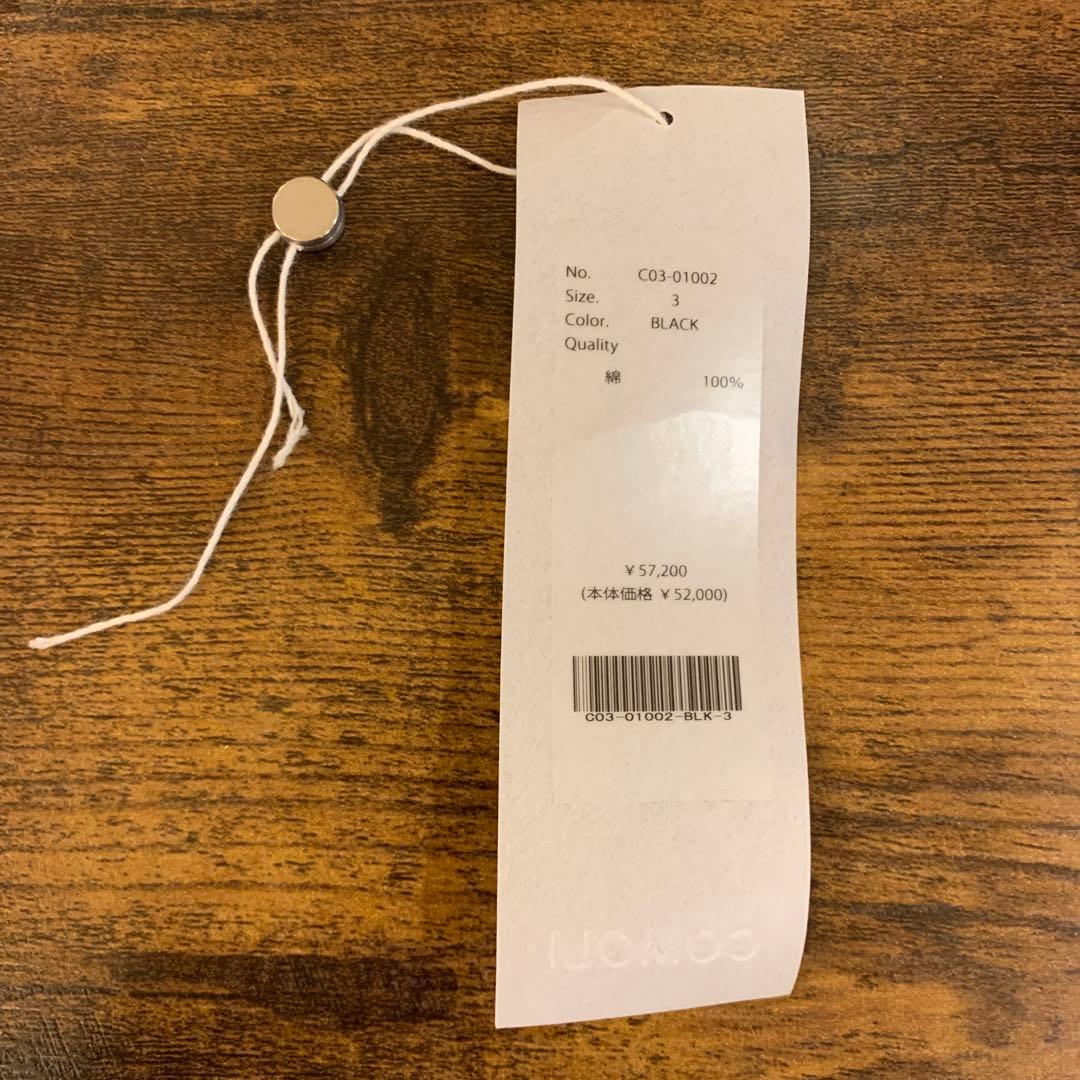 No. C03-01002
Size. 3
Color. BLACK
Quality
綿 100%
¥57,200
(本体価格 ¥52,000)
C03-01002-BLK-3
COMOLI